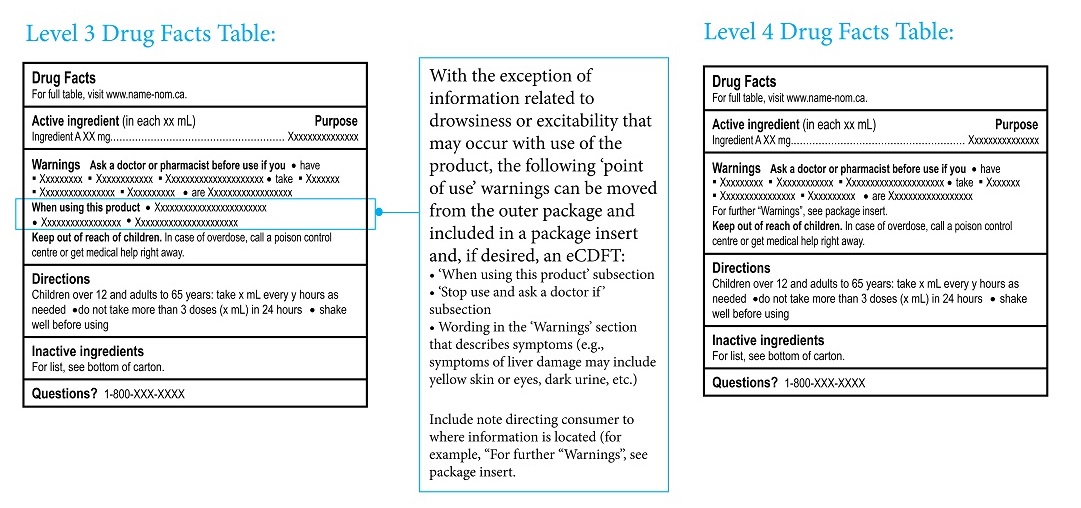 Level 3 Drug Facts Table:
Drug Facts
For full table, visit www.name-nom.ca.
Active ingredient (in each xx mL) Purpose
Ingredient A XX mg.......................................................... Xxxxxxxxxxxxxxx
Warnings Ask a doctor or pharmacist before use if you • have
▪ Xxxxxxxxx ▪ Xxxxxxxxxxxx ▪ Xxxxxxxxxxxxxxxxxxxxx • take ▪ Xxxxxxx
▪ Xxxxxxxxxxxxxxxx ▪ Xxxxxxxxxx • are Xxxxxxxxxxxxxxxxxx
When using this product • Xxxxxxxxxxxxxxxxxxxxxxxx
• Xxxxxxxxxxxxxxxxx ▪ Xxxxxxxxxxxxxxxxxxxxxx
Keep out of reach of children. In case of overdose, call a poison control
centre or get medical help right away.
Directions
Children over 12 and adults to 65 years: take x mL every y hours as
needed •do not take more than 3 doses (x mL) in 24 hours • shake
well before using
Inactive ingredients
For list, see bottom of carton.
Questions? 1-800-XXX-XXXX
With the exception of
information related to
drowsiness or excitability that
may occur with use of the
product, the following ‘point
of use’ warnings can be moved
from the outer package and
included in a package insert
and, if desired, an eCDFT:
• ‘When using this product’ subsection
• ‘Stop use and ask a doctor if’
subsection
• Wording in the ‘Warnings’ section
that describes symptoms (e.g.,
symptoms of liver damage may include
yellow skin or eyes, dark urine, etc.)
Include note directing consumer to
where information is located (for
example, “For further “Warnings”, see
package insert.
Level 4 Drug Facts Table:
Drug Facts
For full table, visit www.name-nom.ca.
Active ingredient (in each xx mL) Purpose
Ingredient A XX mg.......................................................... Xxxxxxxxxxxxxxx
Warnings Ask a doctor or pharmacist before use if you • have
▪ Xxxxxxxxx ▪ Xxxxxxxxxxxx ▪ Xxxxxxxxxxxxxxxxxxxxx • take ▪ Xxxxxxx
▪ Xxxxxxxxxxxxxxxx ▪ Xxxxxxxxxx • are Xxxxxxxxxxxxxxxxxx
For further “Warnings”, see package insert.
Keep out of reach of children. In case of overdose, call a poison control
centre or get medical help right away.
Directions
Children over 12 and adults to 65 years: take x mL every y hours as
needed •do not take more than 3 doses (x mL) in 24 hours • shake
well before using
Inactive ingredients
For list, see bottom of carton.
Questions? 1-800-XXX-XXXX